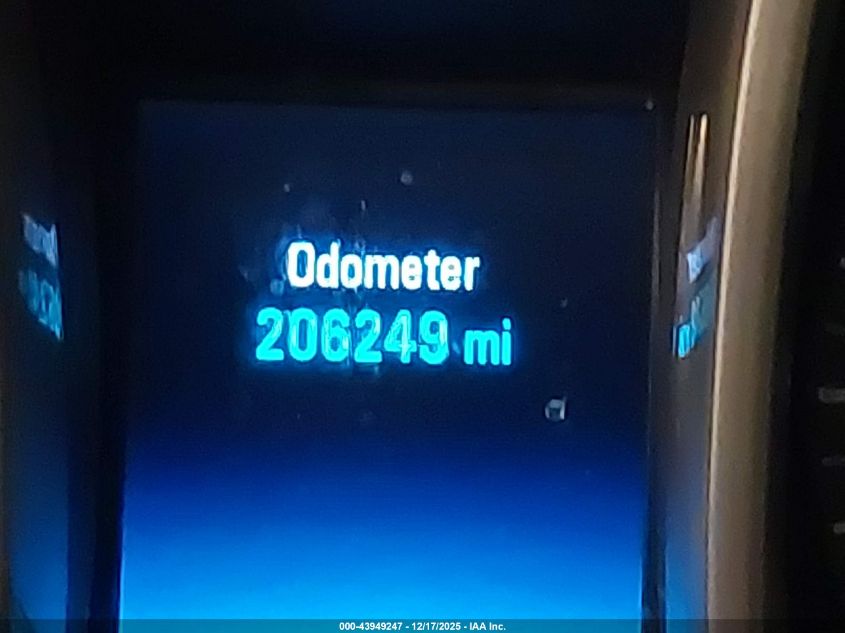 Odometer
206249 mi
000-43949247 - 12/17/2025 - IAA Inc.